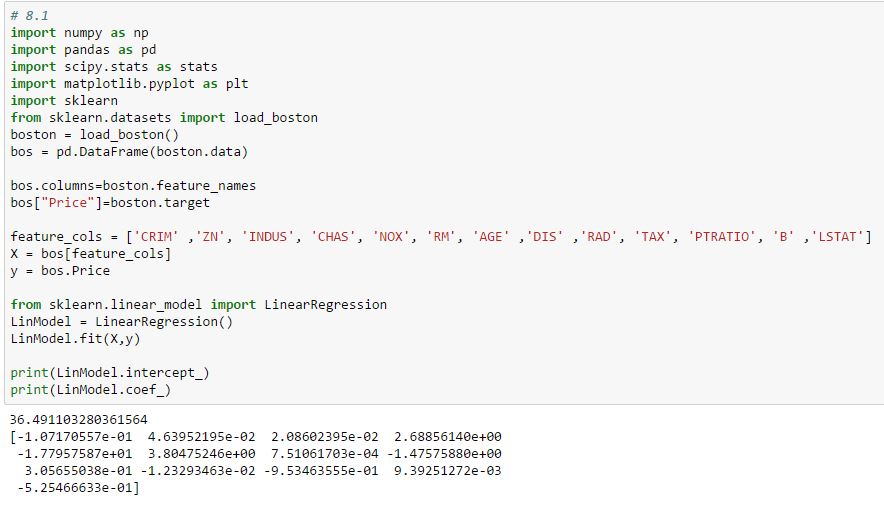 # 8.1
import numpy as np
import pandas as pd
import scipy.stats as stats
import matplotlib.pyplot as plt
import sklearn
from sklearn.datasets import load_boston
boston = load_boston()
bos = pd.DataFrame(boston.data)
bos.columns=boston.feature_names
bos["Price"]=boston.target
feature_cols = ['CRIM' ,'ZN', 'INDUS', 'CHAS', 'NOX', 'RM', 'AGE' ,'DIS' ,'RAD', 'TAX', 'PTRATIO', 'B' ,'LSTAT']
X = bos[feature_cols]
y = bos.Price
from sklearn.linear_model import LinearRegression
LinModel = LinearRegression()
LinModel.fit(X,y)
print(LinModel.intercept_)
print(LinModel.coef_)
36.491103280361564
[-1.07170557e-01  4.63952195e-02  2.08602395e-02  2.68856140e+00
 -1.77957587e+01  3.80475246e+00  7.51061703e-04 -1.47575880e+00
  3.05655038e-01 -1.23293463e-02 -9.53463555e-01  9.39251272e-03
 -5.25466633e-01]